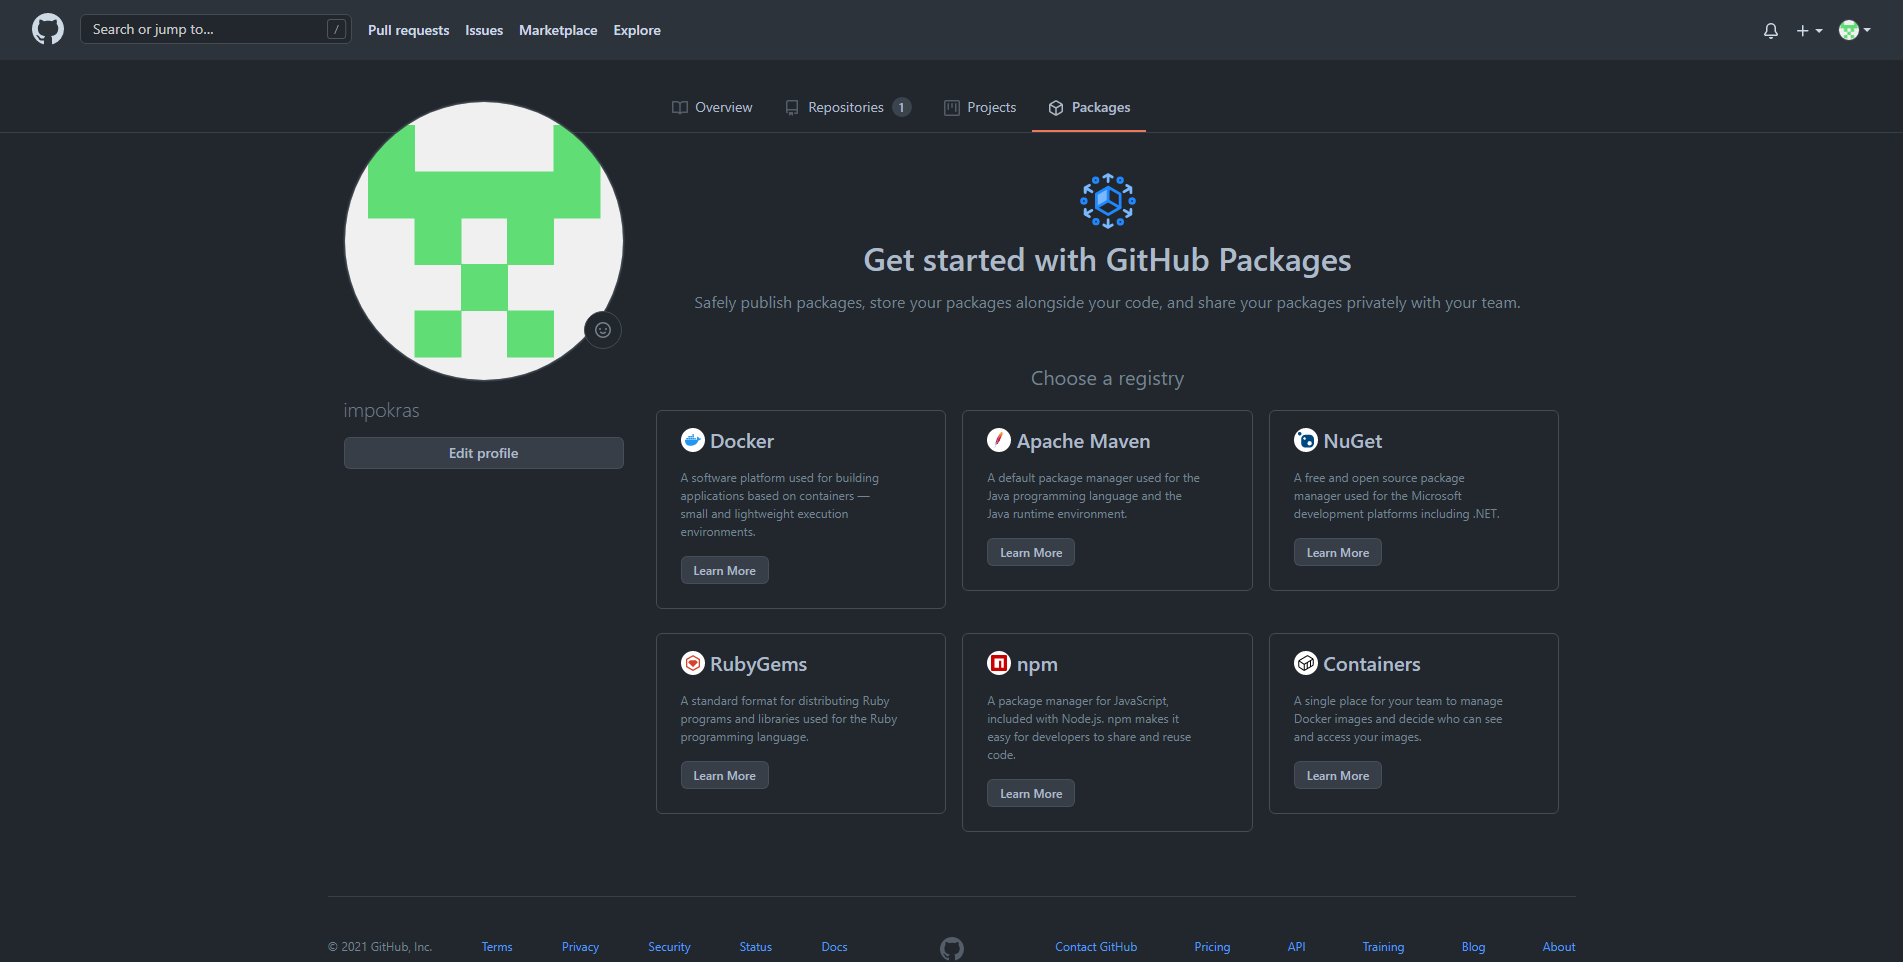 Search or jump to... /
Pull requests
Issues
Marketplace
Explore
Overview
Repositories 1
Projects
Packages
impokras
Edit profile
Get started with GitHub Packages
Safely publish packages, store your packages alongside your code, and share your packages privately with your team.
Choose a registry
Docker
A software platform used for building
applications based on containers —
small and lightweight execution
environments.
Learn More
Apache Maven
A default package manager used for the
Java programming language and the
Java runtime environment.
Learn More
NuGet
A free and open source package
manager used for the Microsoft
development platforms including .NET.
Learn More
RubyGems
A standard format for distributing Ruby
programs and libraries used for the Ruby
programming language.
Learn More
npm
A package manager for JavaScript,
included with Node.js. npm makes it
easy for developers to share and reuse
code.
Learn More
Containers
A single place for your team to manage
Docker images and decide who can see
and access your images.
Learn More
© 2021 GitHub, Inc.
Terms
Privacy
Security
Status
Docs
Contact GitHub
Pricing
API
Training
Blog
About